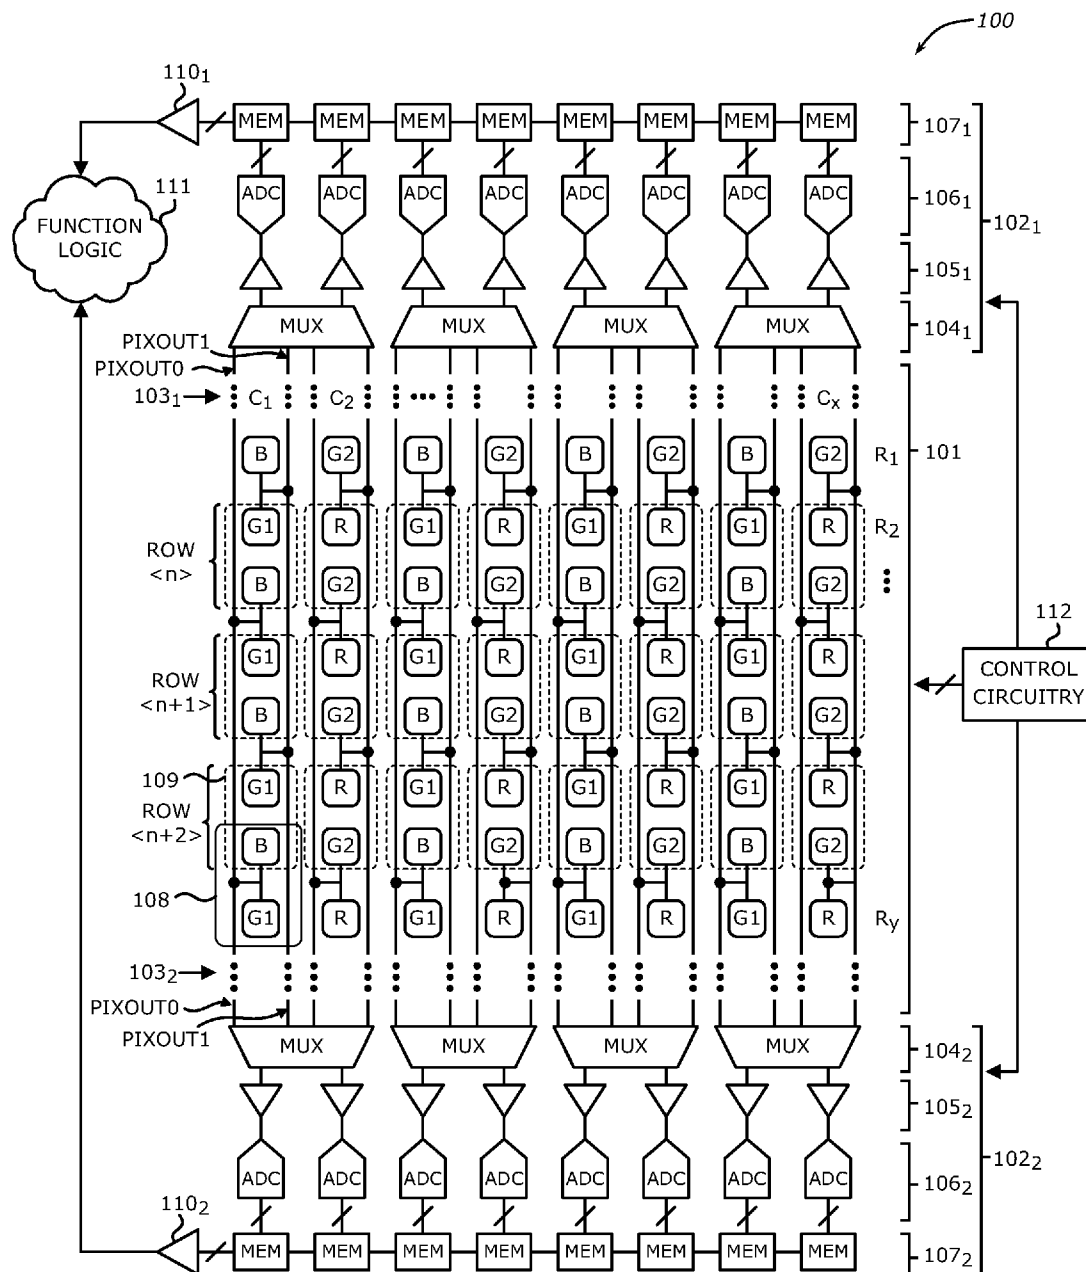 100
110₁
MEM MEM MEM MEM MEM MEM MEM MEM
107₁
111
ADC ADC ADC ADC ADC ADC ADC ADC
106₁
FUNCTION
LOGIC
102₁
105₁
MUX MUX MUX MUX
104₁
PIXOUT1
PIXOUT0
103₁ C₁ C₂ ... Cₓ
B G2 B G2 B G2 B G2 R₁ 101
G1 R G1 R G1 R G1 R R₂
ROW
<n>
B G2 B G2 B G2 B G2
112
G1 R G1 R G1 R G1 R
CONTROL
CIRCUITRY
ROW
<n+1>
B G2 B G2 B G2 B G2
109
G1 R G1 R G1 R G1 R
ROW
<n+2>
B G2 B G2 B G2 B G2
108
G1 R G1 R G1 R G1 R Rᵧ
103₂
PIXOUT0
PIXOUT1
MUX MUX MUX MUX
104₂
105₂
102₂
ADC ADC ADC ADC ADC ADC ADC ADC
106₂
110₂
MEM MEM MEM MEM MEM MEM MEM MEM
107₂